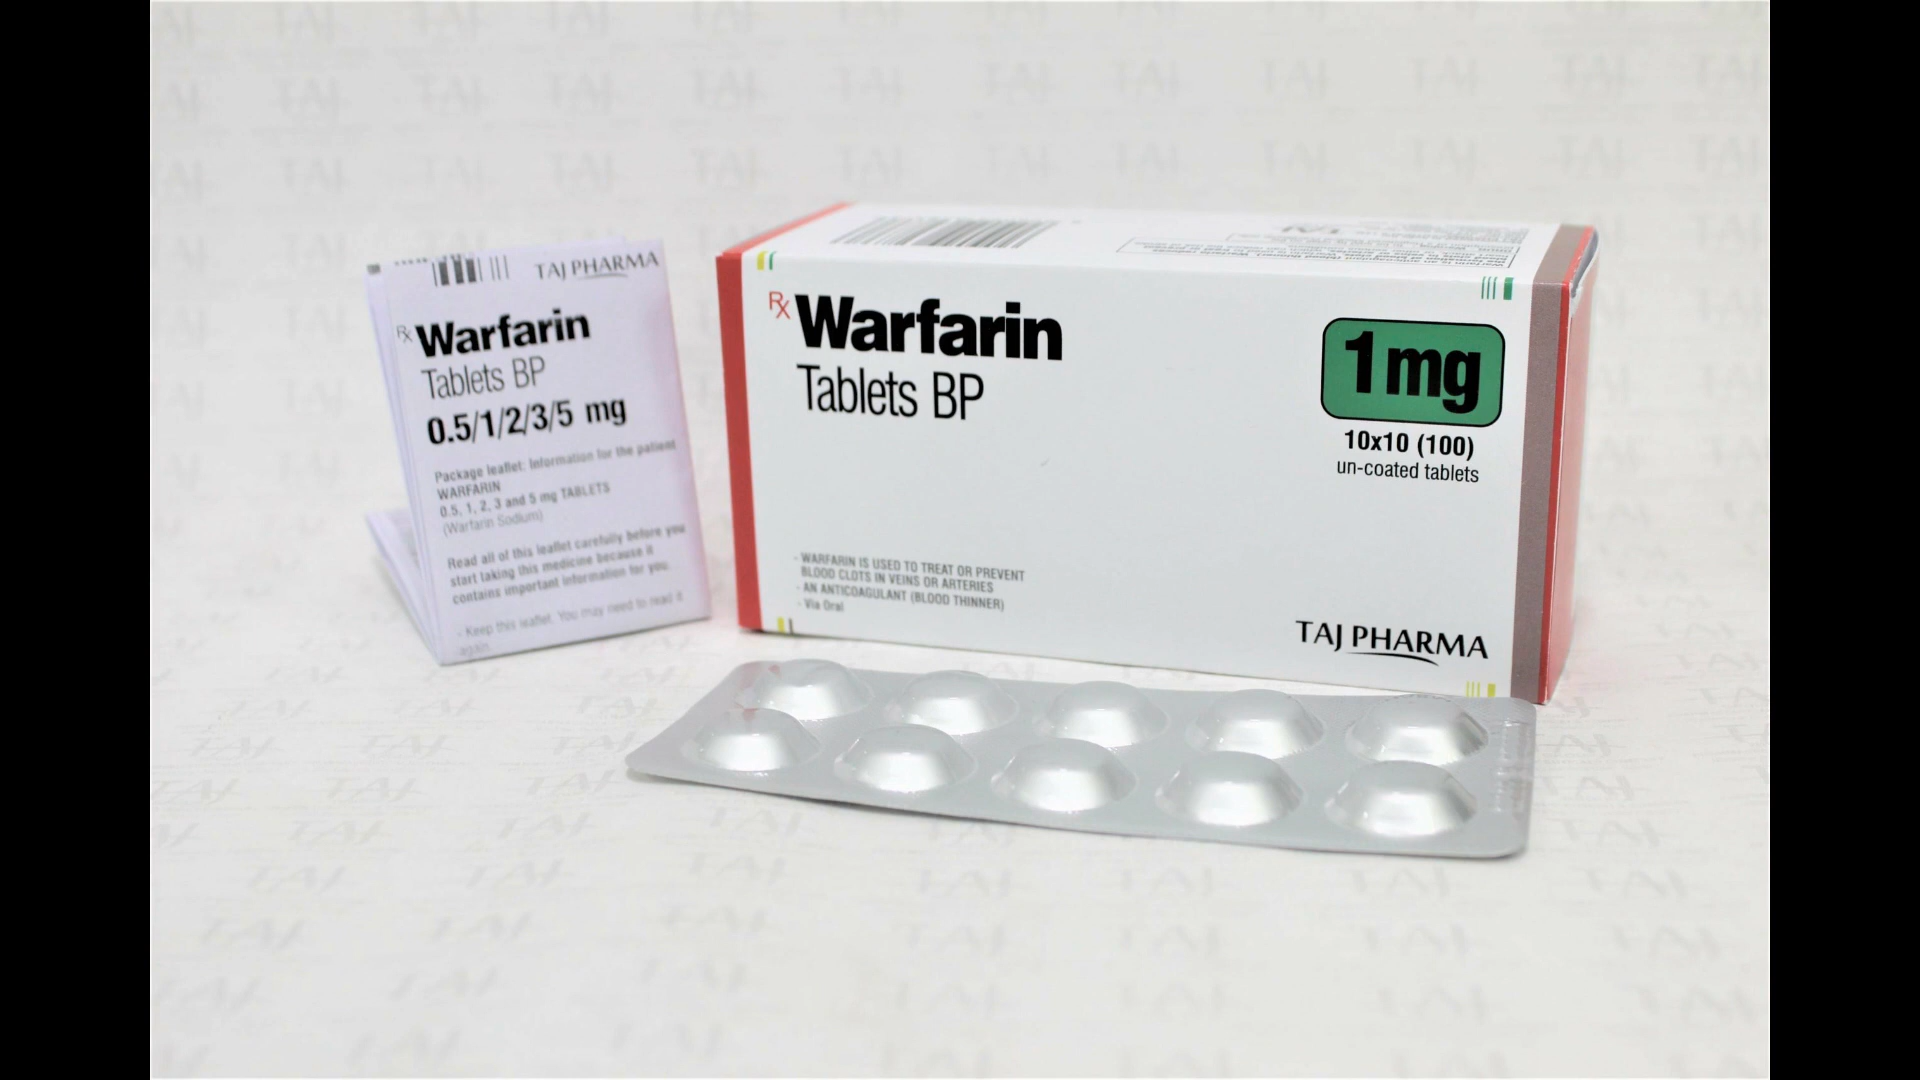 TAJ PHARMA
Rx Warfarin
Tablets BP
0.5/1/2/3/5 mg
Package leaflet: Information for the patient
WARFARIN
0.5, 1, 2, 3 and 5 mg TABLETS
(Warfarin Sodium)
Read all of this leaflet carefully before you
start taking this medicine because it
contains important information for you.
- Keep this leaflet. You may need to read it
again.
Rx Warfarin
Tablets BP
1 mg
10x10 (100)
un-coated tablets
- WARFARIN IS USED TO TREAT OR PREVENT
BLOOD CLOTS IN VEINS OR ARTERIES
- AN ANTICOAGULANT (BLOOD THINNER)
- Via Oral
TAJ PHARMA